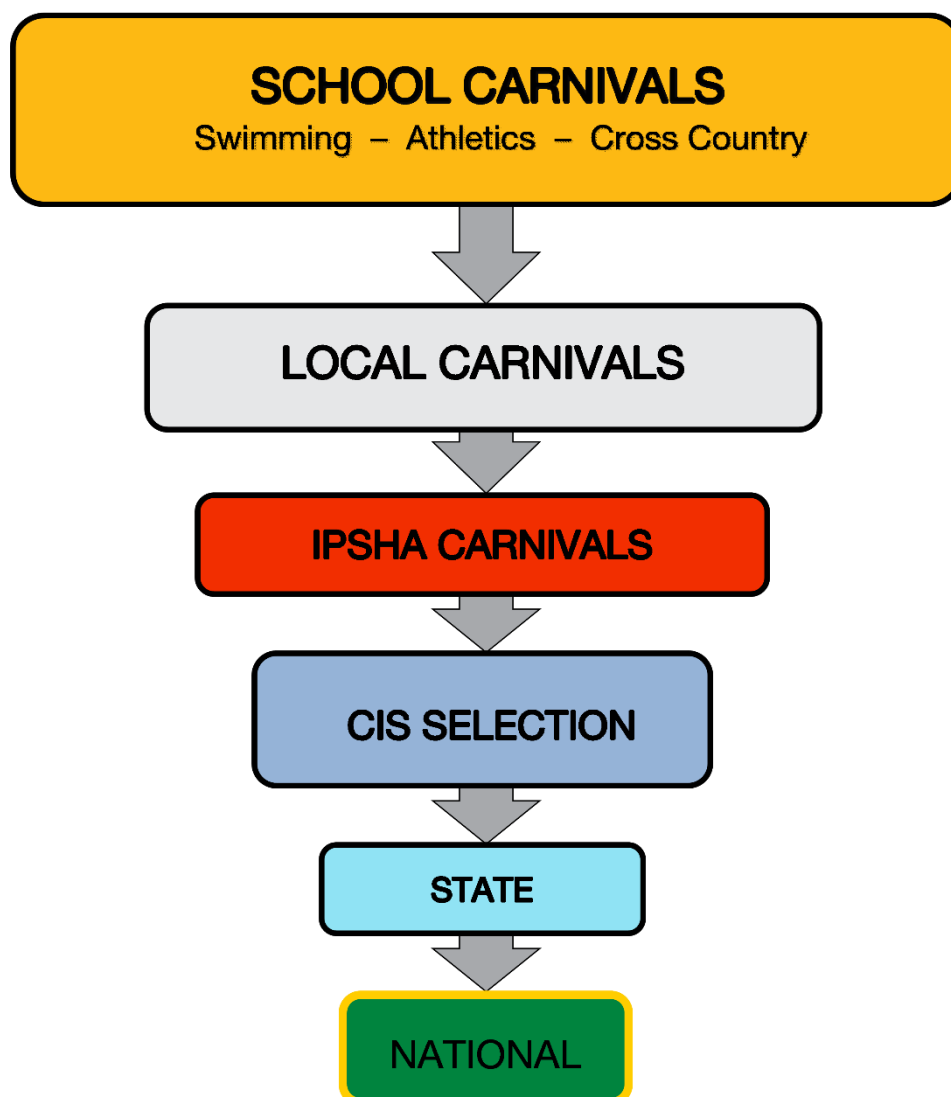 SCHOOL CARNIVALS
Swimming – Athletics – Cross Country
LOCAL CARNIVALS
IPSHA CARNIVALS
CIS SELECTION
STATE
NATIONAL